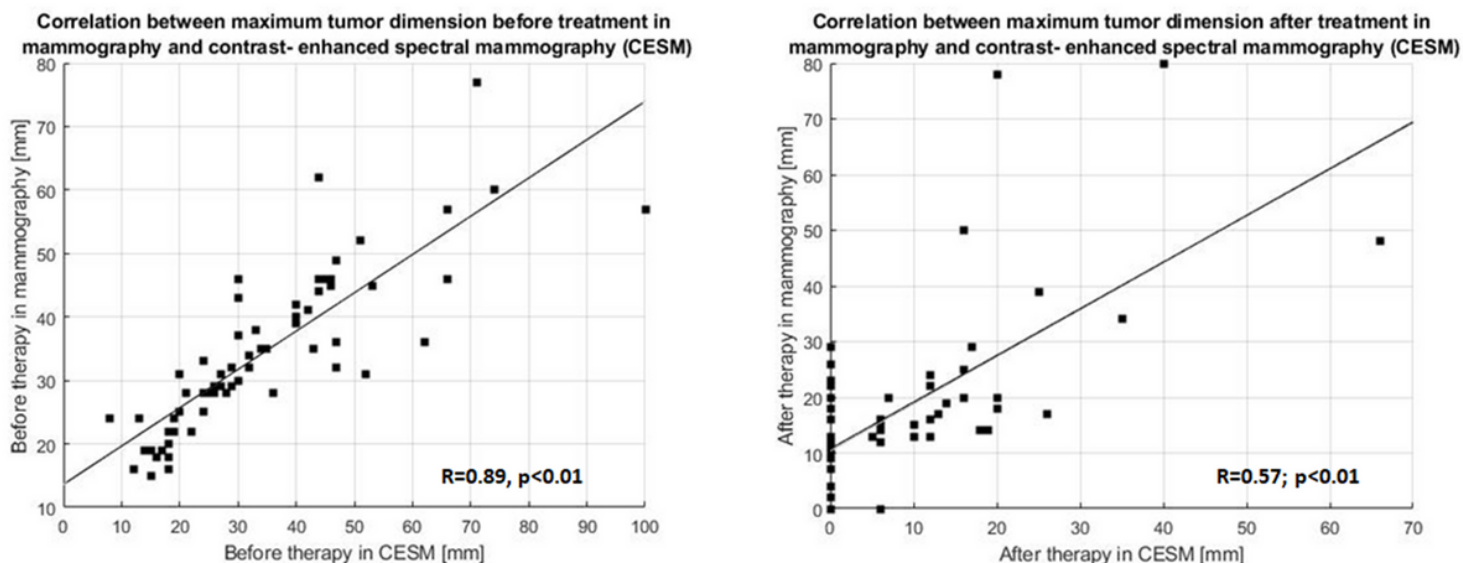 Correlation between maximum tumor dimension before treatment in
mammography and contrast- enhanced spectral mammography (CESM)
80
70
60
50
40
30
20
10
Before therapy in mammography [mm]
R=0.89, p<0.01
0 10 20 30 40 50 60 70 80 90 100
Before therapy in CESM [mm]
Correlation between maximum tumor dimension after treatment in
mammography and contrast- enhanced spectral mammography (CESM)
80
70
60
50
40
30
20
10
0
After therapy in mammography [mm]
R=0.57; p<0.01
0 10 20 30 40 50 60 70
After therapy in CESM [mm]